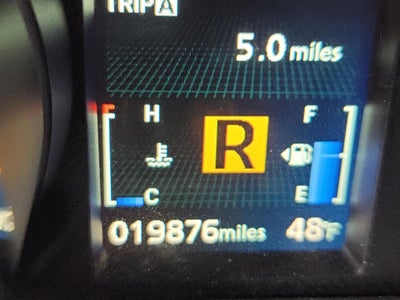 TRIP A
5.0 miles
H R F
C E
019876 miles 48°F